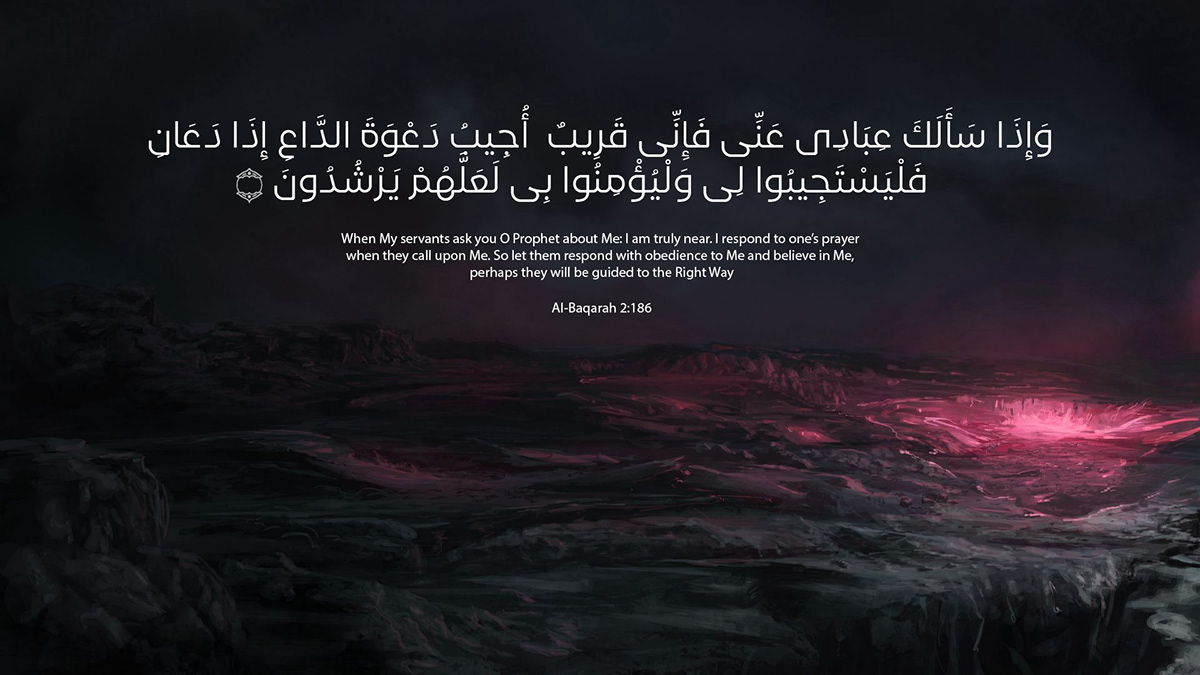 وَإِذَا سَأَلَكَ عِبَادِى عَنِّى فَإِنِّى قَرِيبٌ أُجِيبُ دَعْوَةَ الدَّاعِ إِذَا دَعَانِ
فَلْيَسْتَجِيبُوا لِى وَلْيُؤْمِنُوا بِى لَعَلَّهُمْ يَرْشُدُونَ ۝
When My servants ask you O Prophet about Me: I am truly near. I respond to one’s prayer
when they call upon Me. So let them respond with obedience to Me and believe in Me,
perhaps they will be guided to the Right Way
Al-Baqarah 2:186